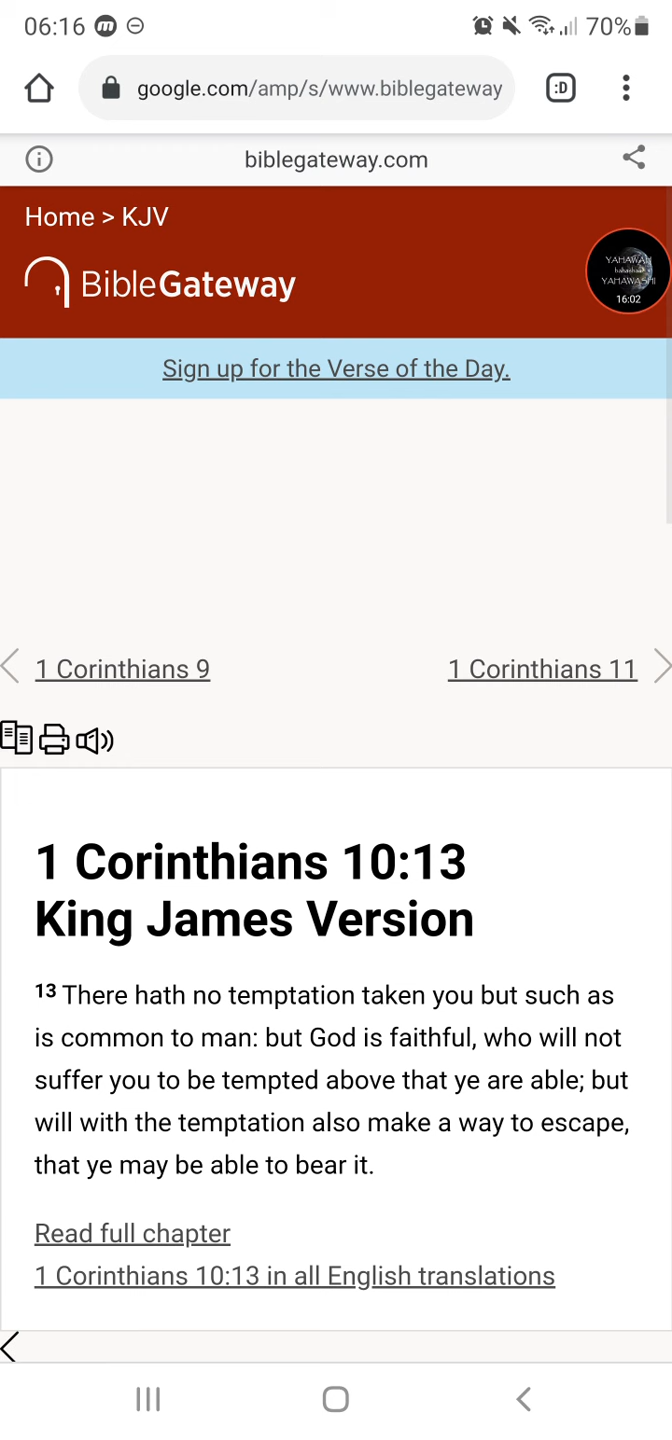 06:16 70%
:D
google.com/amp/s/www.biblegateway
biblegateway.com
Home > KJV
BibleGateway
YAHAWAH
bahasham
YAHAWASHI
16:02
Sign up for the Verse of the Day.
1 Corinthians 9 1 Corinthians 11
1 Corinthians 10:13
King James Version
13 There hath no temptation taken you but such as
is common to man: but God is faithful, who will not
suffer you to be tempted above that ye are able; but
will with the temptation also make a way to escape,
that ye may be able to bear it.
Read full chapter
1 Corinthians 10:13 in all English translations